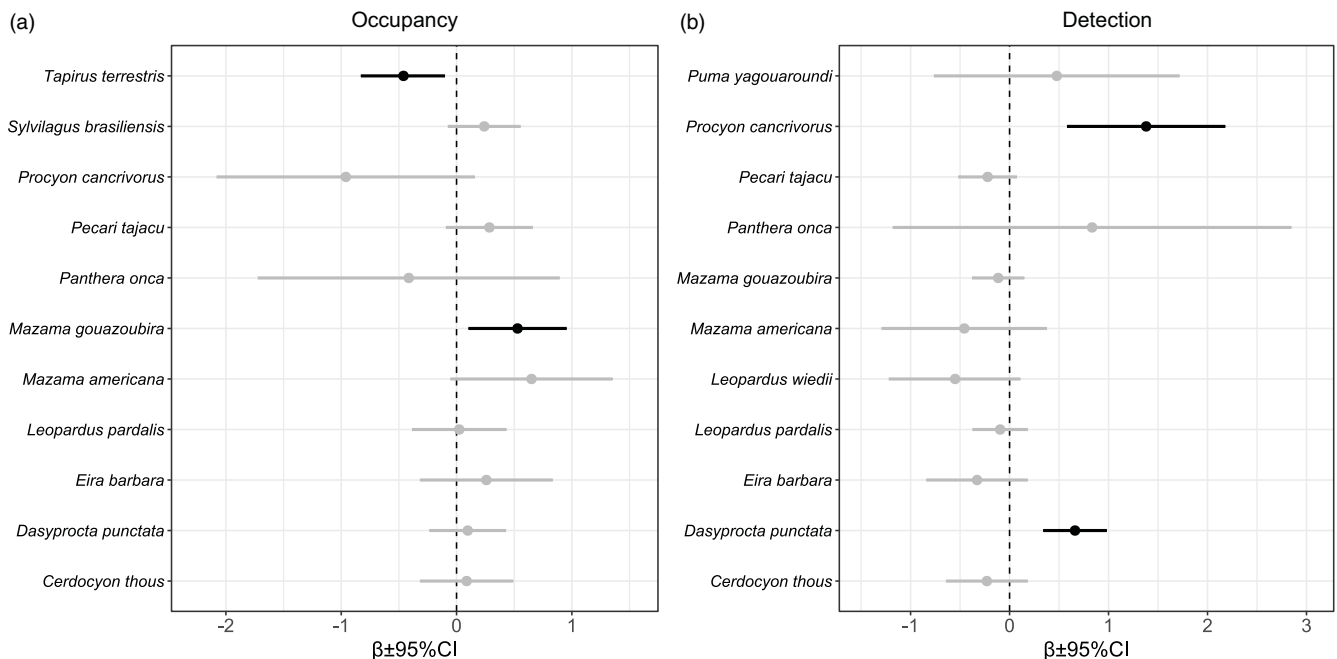 (a)
Occupancy
Tapirus terrestris
Sylvilagus brasiliensis
Procyon cancrivorus
Pecari tajacu
Panthera onca
Mazama gouazoubira
Mazama americana
Leopardus pardalis
Eira barbara
Dasyprocta punctata
Cerdocyon thous
-2 -1 0 1
β±95%CI
(b)
Detection
Puma yagouaroundi
Procyon cancrivorus
Pecari tajacu
Panthera onca
Mazama gouazoubira
Mazama americana
Leopardus wiedii
Leopardus pardalis
Eira barbara
Dasyprocta punctata
Cerdocyon thous
-1 0 1 2 3
β±95%CI